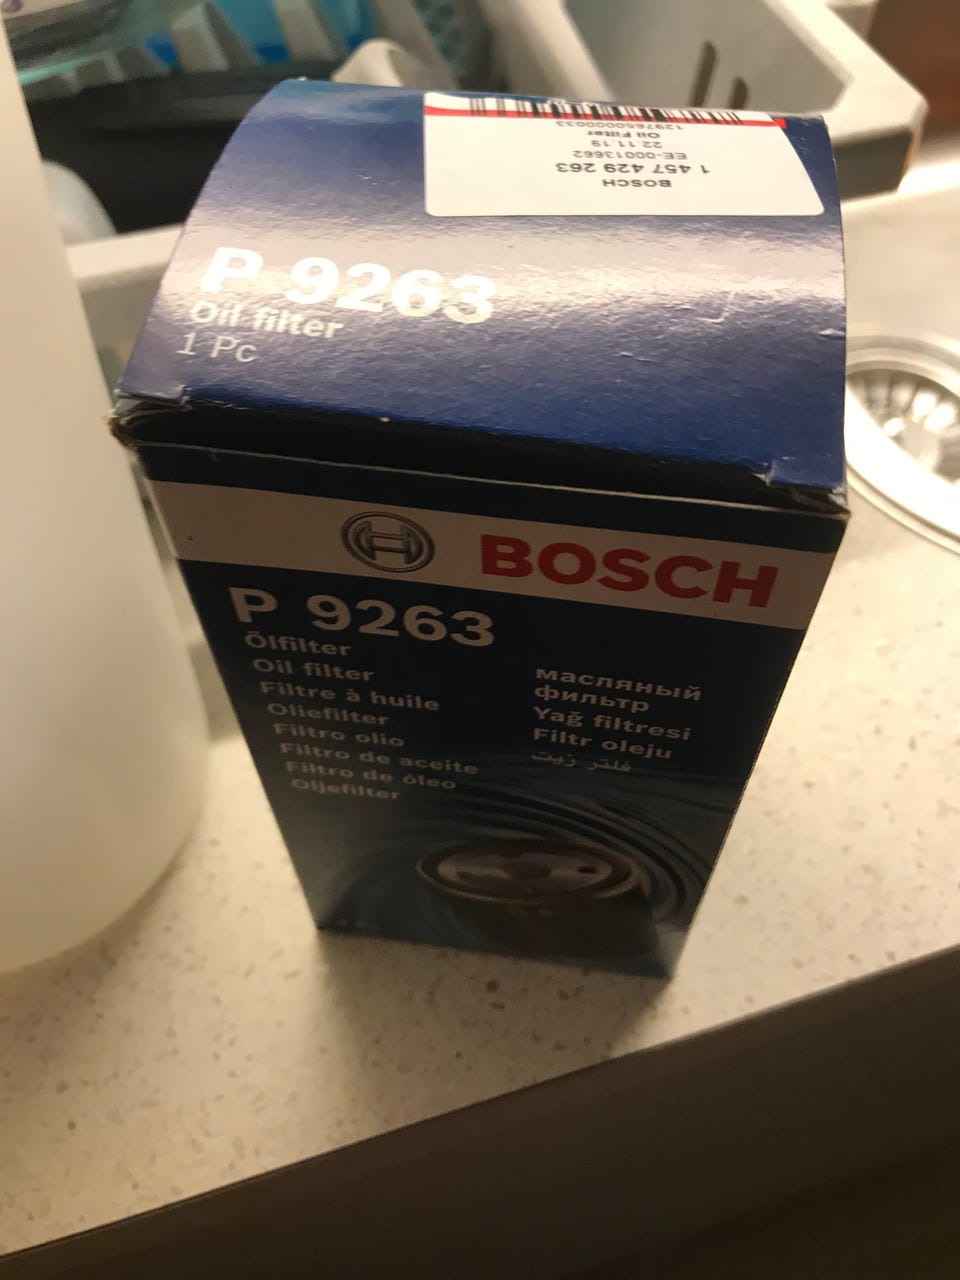 BOSCH
1 457 429 263
EE-00013662
22.11.19
Oil Filter
1297650000033
P 9263
Oil filter
1 Pc
BOSCH
P 9263
Ölfilter
Oil filter
Filtre à huile
Oliefilter
Filtro olio
Filtro de aceite
Filtro de óleo
Oljefilter
масляный
фильтр
Yağ filtresi
Filtr oleju
فلتر زيت